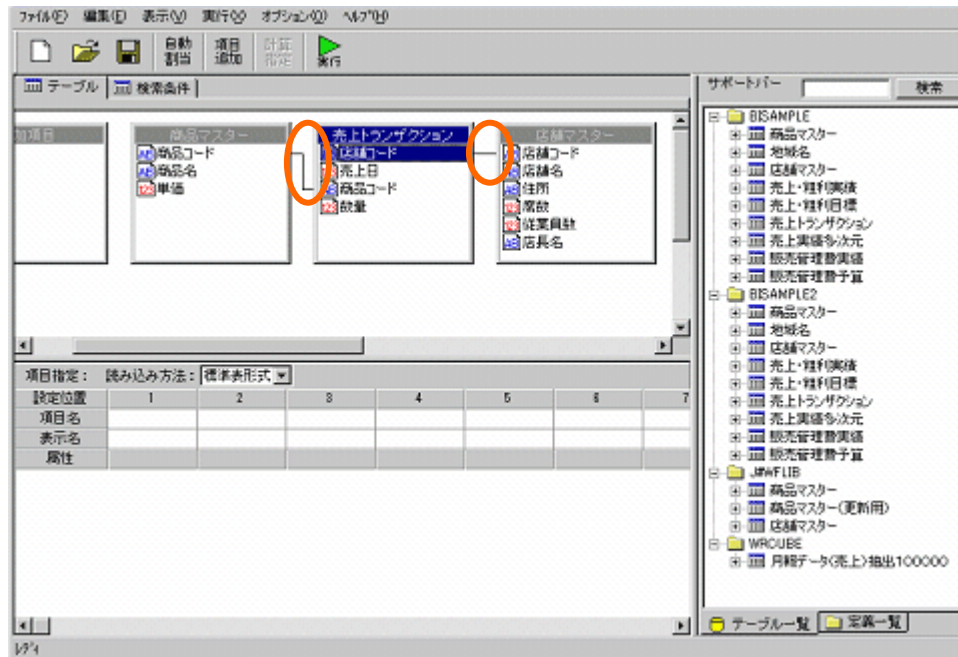 ファイル(F) 編集(E) 表示(V) 実行(X) オプション(O) ヘルプ(H)
自動割当 項目追加 計算指定 実行
テーブル 検索条件
加項目
商品マスター
商品コード
商品名
単価
売上トランザクション
店舗コード
売上日
商品コード
数量
店舗マスター
店舗コード
店舗名
住所
席数
従業員数
店長名
項目指定： 読み込み方法： 標準表形式
設定位置 1 2 3 4 5 6 7
項目名
表示名
属性
サポートバー 検索
BISAMPLE
商品マスター
地域名
店舗マスター
売上・粗利実績
売上・粗利目標
売上トランザクション
売上実績多次元
販売管理費実績
販売管理費予算
BISAMPLE2
商品マスター
地域名
店舗マスター
売上・粗利実績
売上・粗利目標
売上トランザクション
売上実績多次元
販売管理費実績
販売管理費予算
商品マスター
商品マスター(更新用)
店舗マスター
WRCUBE
月報データ(売上)抽出100000
テーブル一覧 定義一覧
レディ